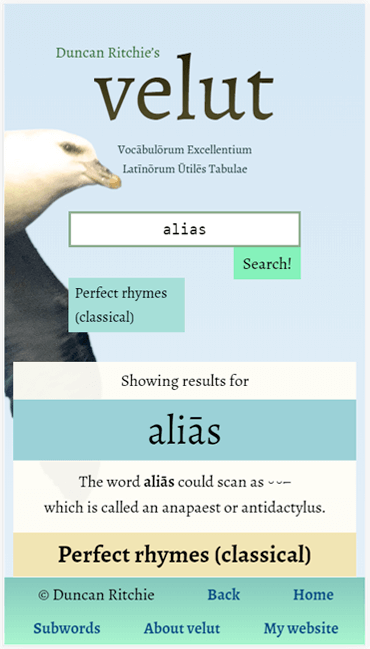 Duncan Ritchie's
velut
Vocābulōrum Excellentium
Latīnōrum Ūtilēs Tabulae
alias
Search!
Perfect rhymes
(classical)
Showing results for
aliās
The word aliās could scan as ⏑⏑–
which is called an anapaest or antidactylus.
Perfect rhymes (classical)
© Duncan Ritchie Back Home
Subwords About velut My website